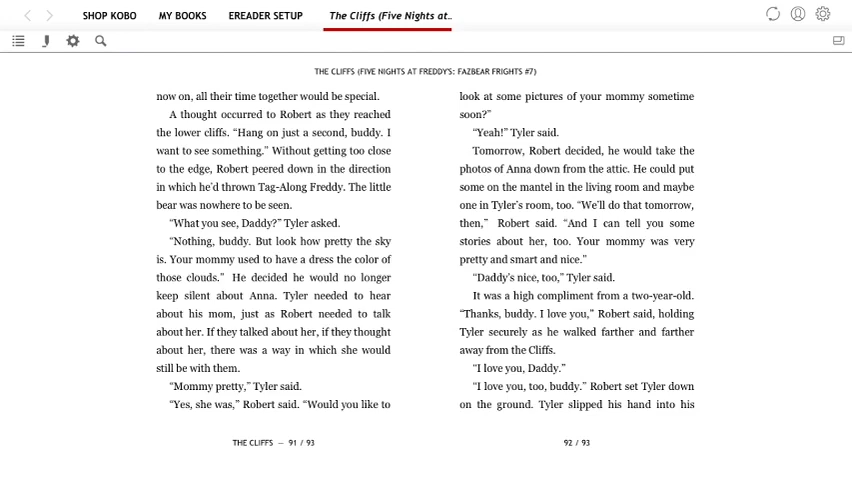 SHOP KOBO
MY BOOKS
EREADER SETUP
The Cliffs (Five Nights at..
THE CLIFFS (FIVE NIGHTS AT FREDDY'S: FAZBEAR FRIGHTS #7)
now on, all their time together would be special.
A thought occurred to Robert as they reached
the lower cliffs. “Hang on just a second, buddy. I
want to see something.” Without getting too close
to the edge, Robert peered down in the direction
in which he’d thrown Tag-Along Freddy. The little
bear was nowhere to be seen.
“What you see, Daddy?” Tyler asked.
“Nothing, buddy. But look how pretty the sky
is. Your mommy used to have a dress the color of
those clouds.” He decided he would no longer
keep silent about Anna. Tyler needed to hear
about his mom, just as Robert needed to talk
about her. If they talked about her, if they thought
about her, there was a way in which she would
still be with them.
“Mommy pretty,” Tyler said.
“Yes, she was,” Robert said. “Would you like to
THE CLIFFS — 91 / 93
look at some pictures of your mommy sometime
soon?”
“Yeah!” Tyler said.
Tomorrow, Robert decided, he would take the
photos of Anna down from the attic. He could put
some on the mantel in the living room and maybe
one in Tyler’s room, too. “We’ll do that tomorrow,
then,” Robert said. “And I can tell you some
stories about her, too. Your mommy was very
pretty and smart and nice.”
“Daddy’s nice, too,” Tyler said.
It was a high compliment from a two-year-old.
“Thanks, buddy. I love you,” Robert said, holding
Tyler securely as he walked farther and farther
away from the Cliffs.
“I love you, Daddy.”
“I love you, too, buddy.” Robert set Tyler down
on the ground. Tyler slipped his hand into his
92 / 93